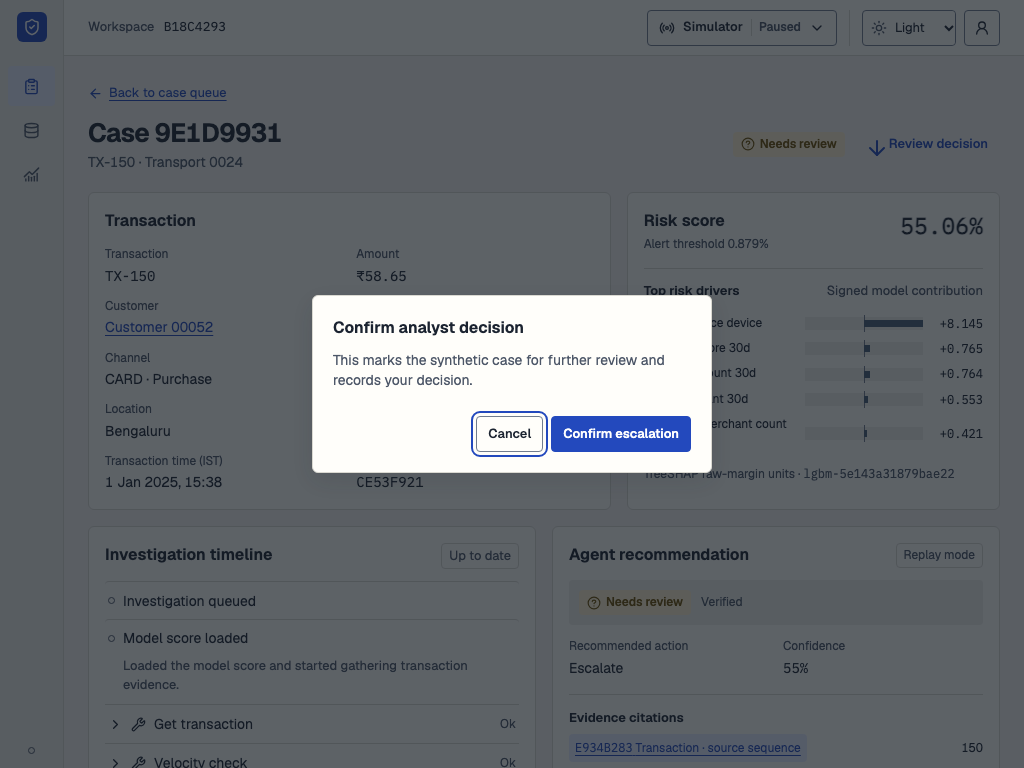 Workspace B18C4293
Simulator Paused
Light
Back to case queue
Case 9E1D9931
TX-150 · Transport 0024
Needs review
Review decision
Transaction
Transaction
TX-150
Amount
₹58.65
Customer
Customer 00052
Channel
CARD · Purchase
Location
Bengaluru
Transaction time (IST)
1 Jan 2025, 15:38
CE53F921
Risk score
55.06%
Alert threshold 0.879%
Top risk drivers
Signed model contribution
device +8.145
30d +0.765
30d +0.764
30d +0.553
count +0.421
TreeSHAP raw-margin units · lgbm-5e143a31879bae22
Confirm analyst decision
This marks the synthetic case for further review and
records your decision.
Cancel
Confirm escalation
Investigation timeline
Up to date
Investigation queued
Model score loaded
Loaded the model score and started gathering transaction
evidence.
Get transaction Ok
Velocity check Ok
Agent recommendation
Replay mode
Needs review Verified
Recommended action
Escalate
Confidence
55%
Evidence citations
E934B283 Transaction · source sequence 150